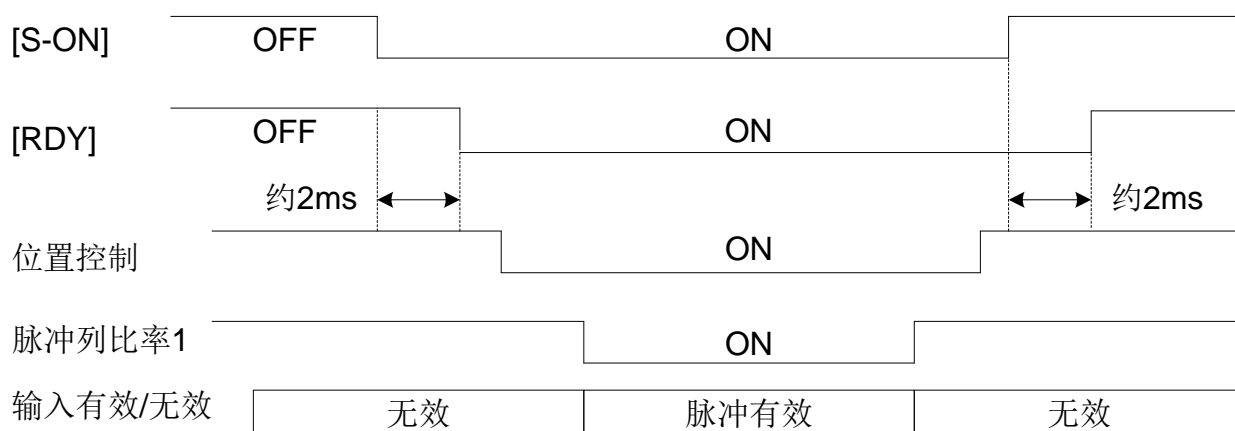 [S-ON] OFF ON
[RDY] OFF ON
约2ms 约2ms
位置控制 ON
脉冲列比率1 ON
输入有效/无效 无效 脉冲有效 无效